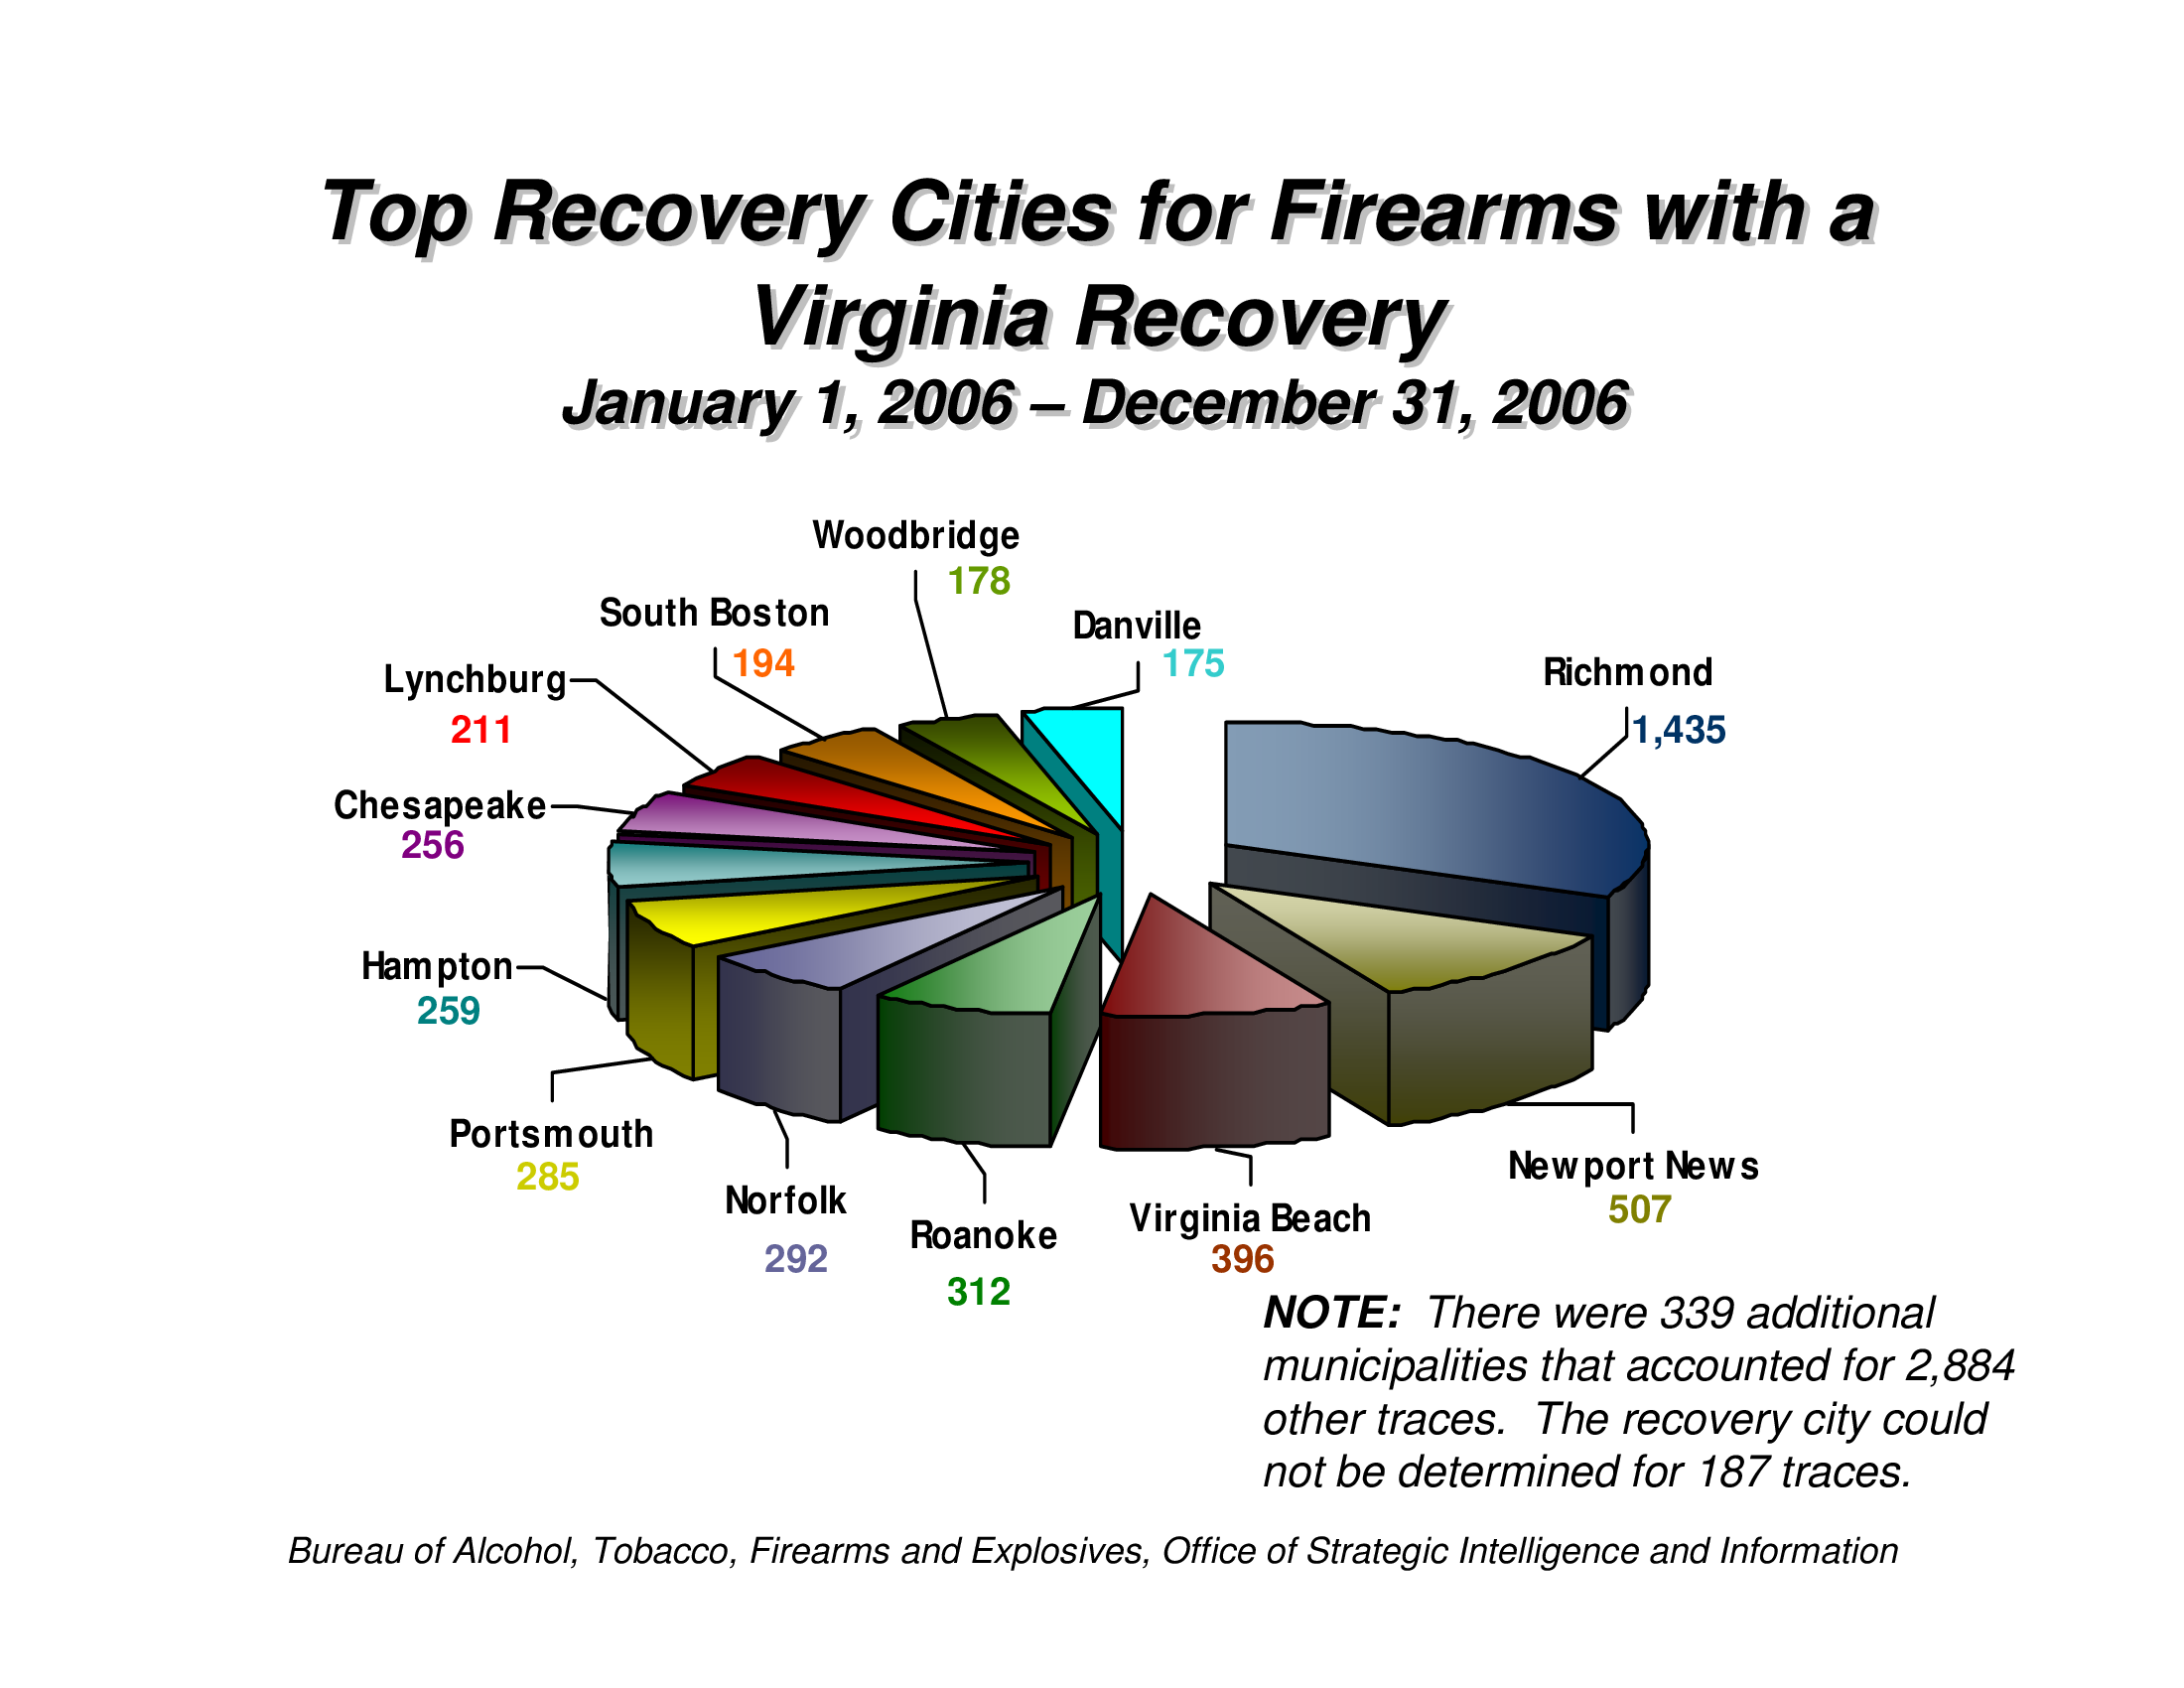 Top Recovery Cities for Firearms with a
Virginia Recovery
January 1, 2006 – December 31, 2006
Woodbridge
178
South Boston
194
Danville
175
Lynchburg
211
Richmond
1,435
Chesapeake
256
Hampton
259
Portsmouth
285
Norfolk
292
Roanoke
312
Virginia Beach
396
Newport News
507
NOTE: There were 339 additional
municipalities that accounted for 2,884
other traces. The recovery city could
not be determined for 187 traces.
Bureau of Alcohol, Tobacco, Firearms and Explosives, Office of Strategic Intelligence and Information